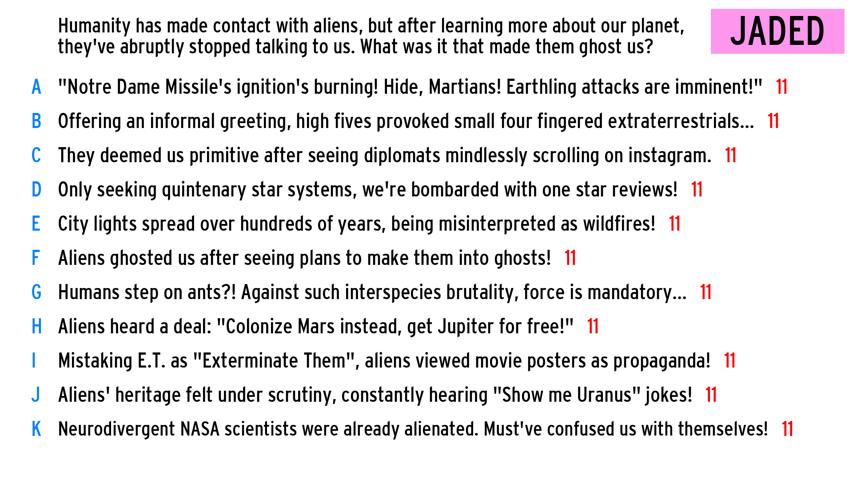 Humanity has made contact with aliens, but after learning more about our planet,
they've abruptly stopped talking to us. What was it that made them ghost us?
JADED
A "Notre Dame Missile's ignition's burning! Hide, Martians! Earthling attacks are imminent!" 11
B Offering an informal greeting, high fives provoked small four fingered extraterrestrials... 11
C They deemed us primitive after seeing diplomats mindlessly scrolling on instagram. 11
D Only seeking quintenary star systems, we're bombarded with one star reviews! 11
E City lights spread over hundreds of years, being misinterpreted as wildfires! 11
F Aliens ghosted us after seeing plans to make them into ghosts! 11
G Humans step on ants?! Against such interspecies brutality, force is mandatory... 11
H Aliens heard a deal: "Colonize Mars instead, get Jupiter for free!" 11
I Mistaking E.T. as "Exterminate Them", aliens viewed movie posters as propaganda! 11
J Aliens' heritage felt under scrutiny, constantly hearing "Show me Uranus" jokes! 11
K Neurodivergent NASA scientists were already alienated. Must've confused us with themselves! 11